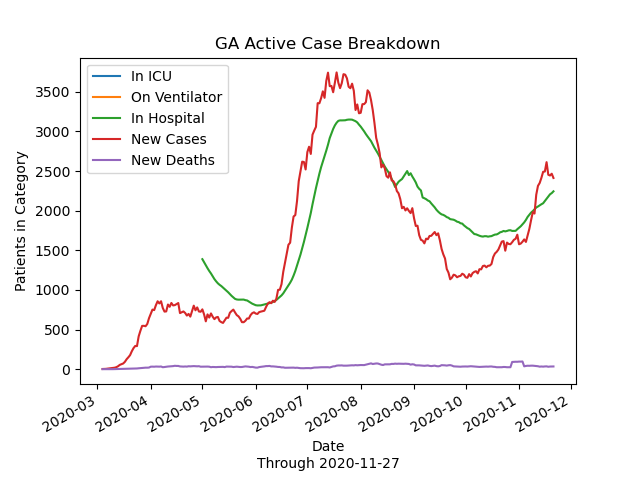 GA Active Case Breakdown
In ICU
On Ventilator
In Hospital
New Cases
New Deaths
Patients in Category
3500
3000
2500
2000
1500
1000
500
0
2020-03
2020-04
2020-05
2020-06
2020-07
2020-08
2020-09
2020-10
2020-11
2020-12
Date
Through 2020-11-27